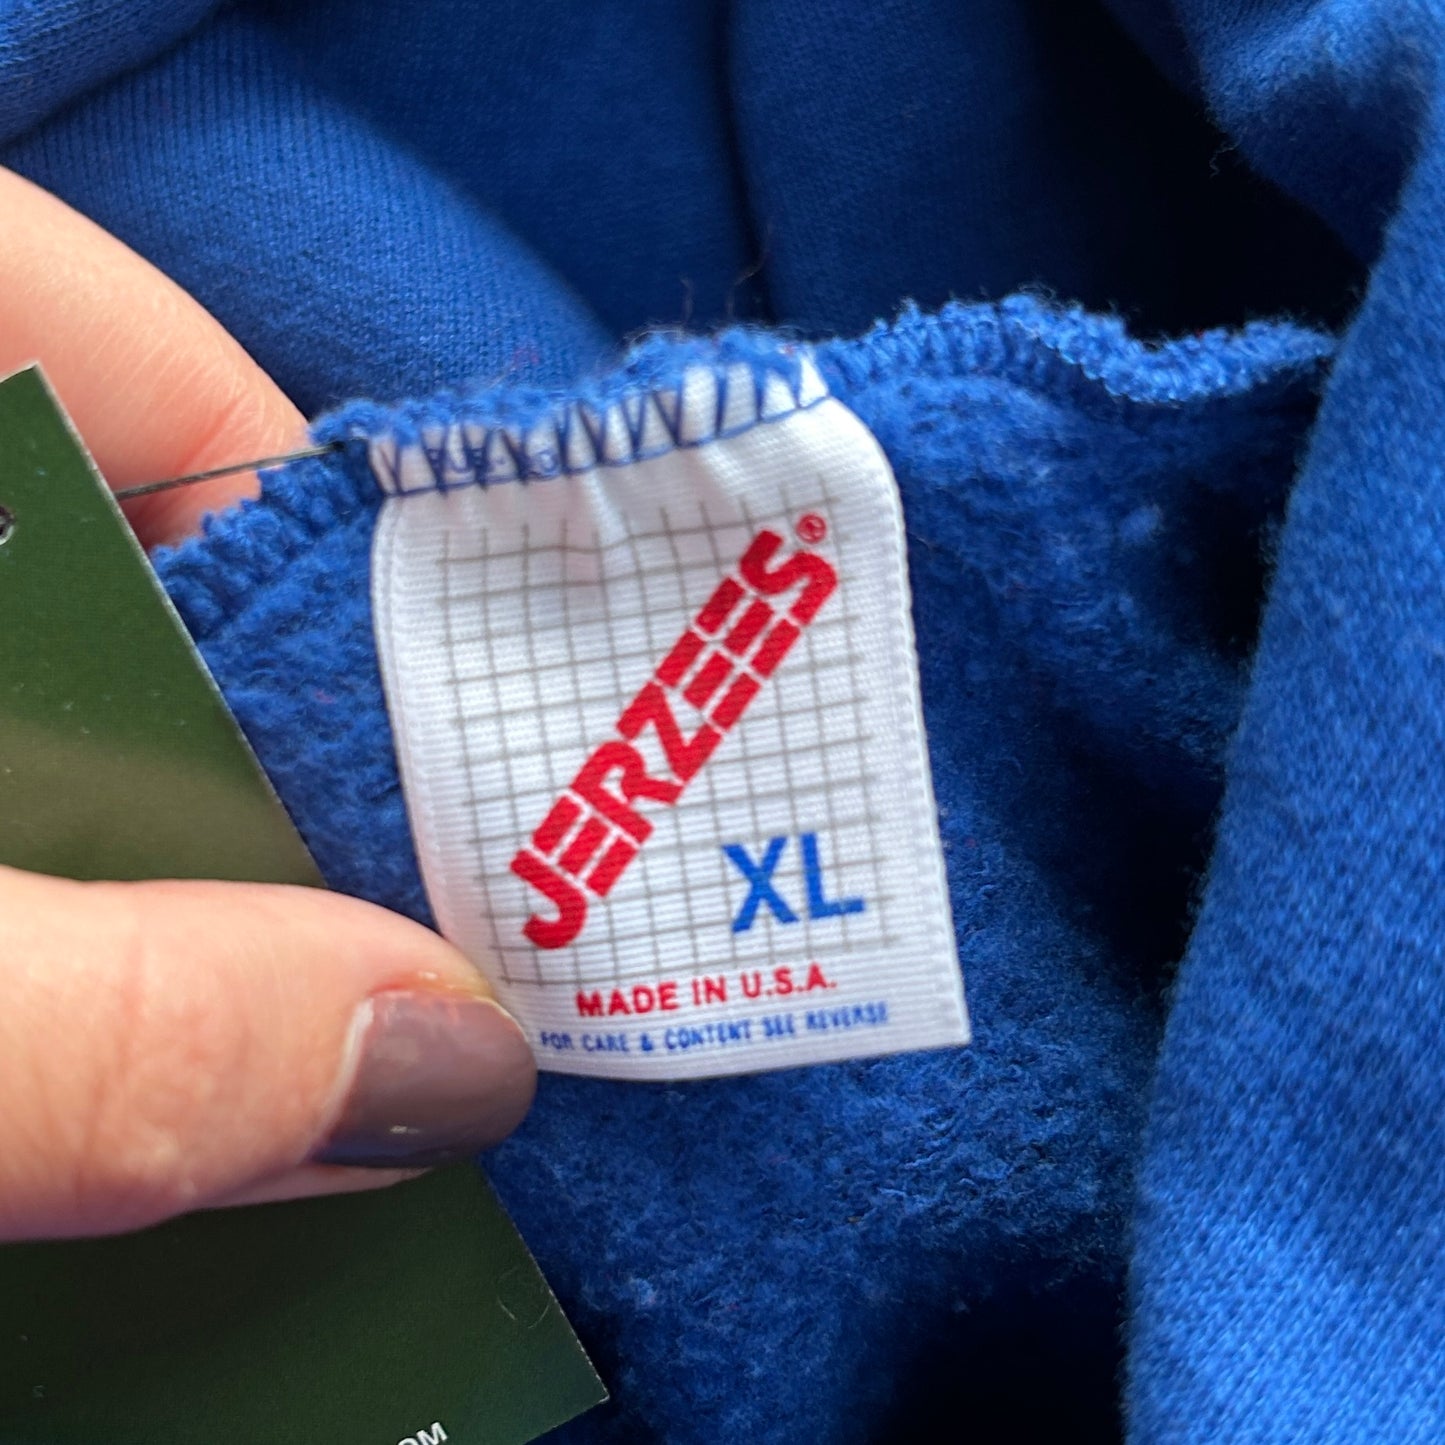 JERZEES®
XL
MADE IN U.S.A.
FOR CARE & CONTENT SEE REVERSE